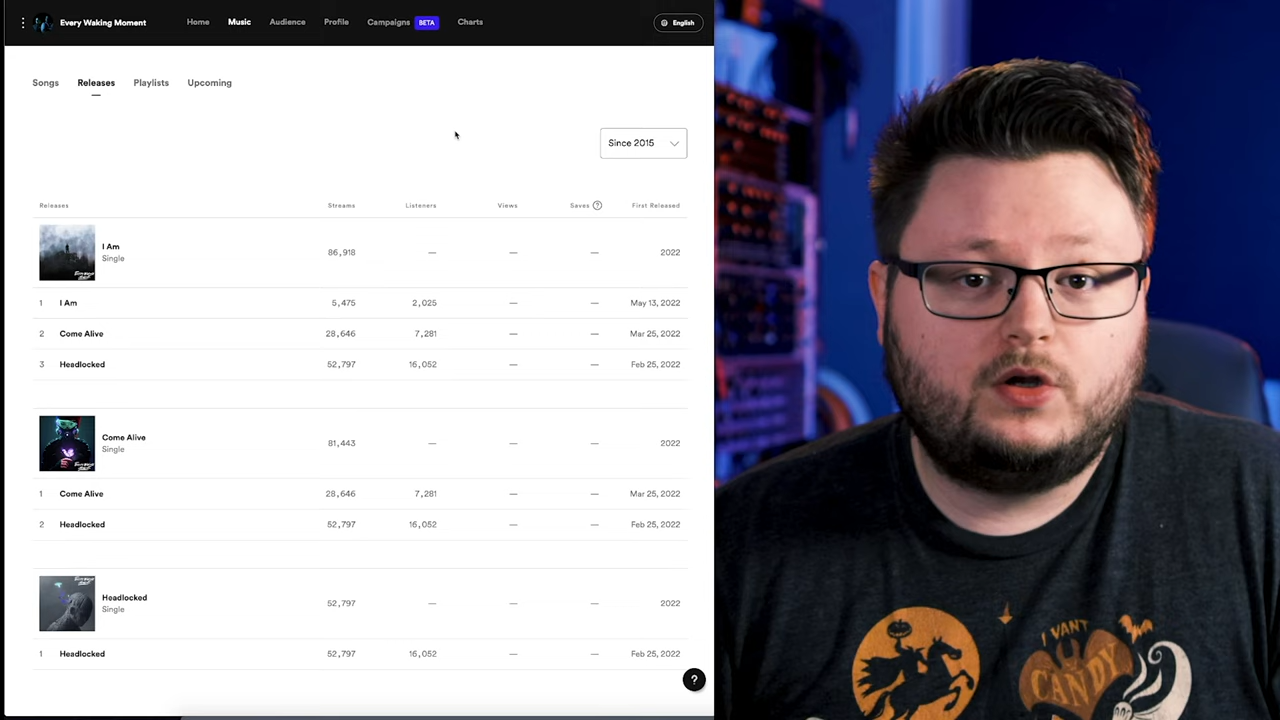 Every Waking Moment
Home
Music
Audience
Profile
Campaigns BETA
Charts
English
Songs
Releases
Playlists
Upcoming
Since 2015
Releases Streams Listeners Views Saves ? First Released
I Am
Single
86,918 — — — 2022
1 I Am 5,475 2,025 — — May 13, 2022
2 Come Alive 28,646 7,281 — — Mar 25, 2022
3 Headlocked 52,797 16,052 — — Feb 25, 2022
Come Alive
Single
81,443 — — — 2022
1 Come Alive 28,646 7,281 — — Mar 25, 2022
2 Headlocked 52,797 16,052 — — Feb 25, 2022
Headlocked
Single
52,797 — — — 2022
1 Headlocked 52,797 16,052 — — Feb 25, 2022
?
I VANT
CANDY